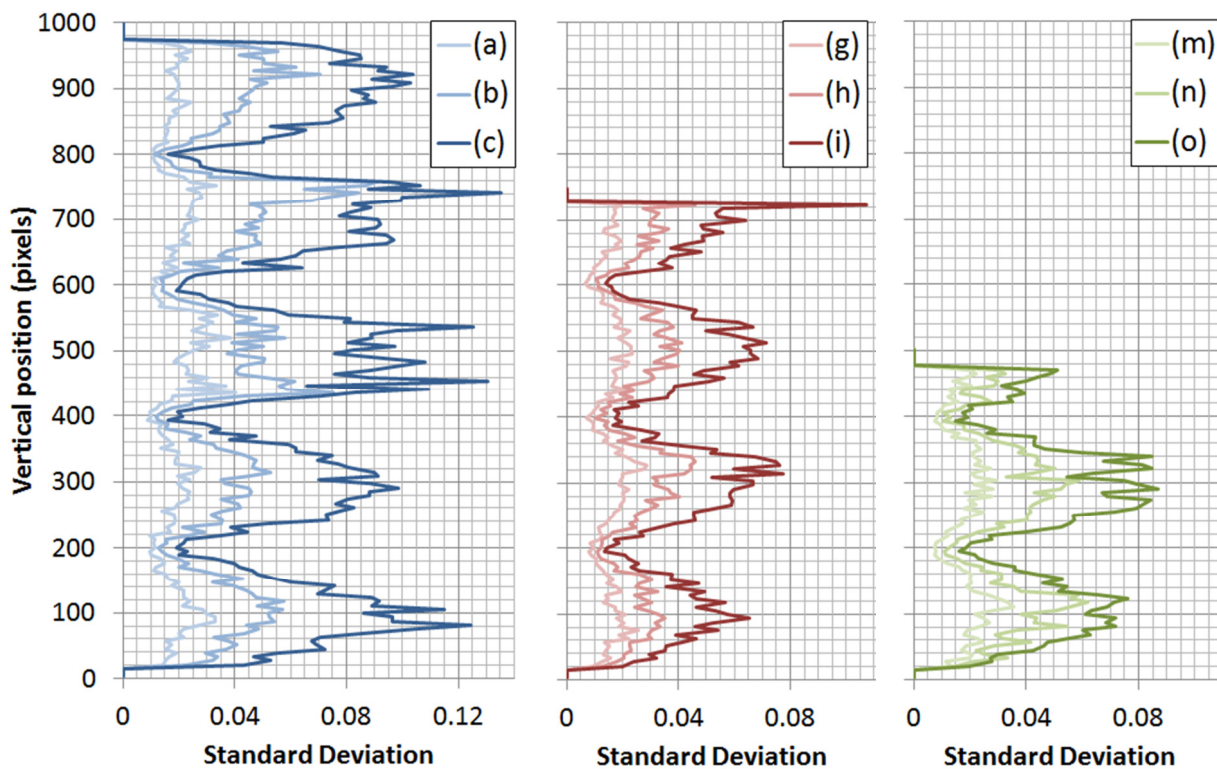 Vertical position (pixels)
1000
900
800
700
600
500
400
300
200
100
0
(a)
(b)
(c)
0 0.04 0.08 0.12
Standard Deviation
(g)
(h)
(i)
0 0.04 0.08
Standard Deviation
(m)
(n)
(o)
0 0.04 0.08
Standard Deviation